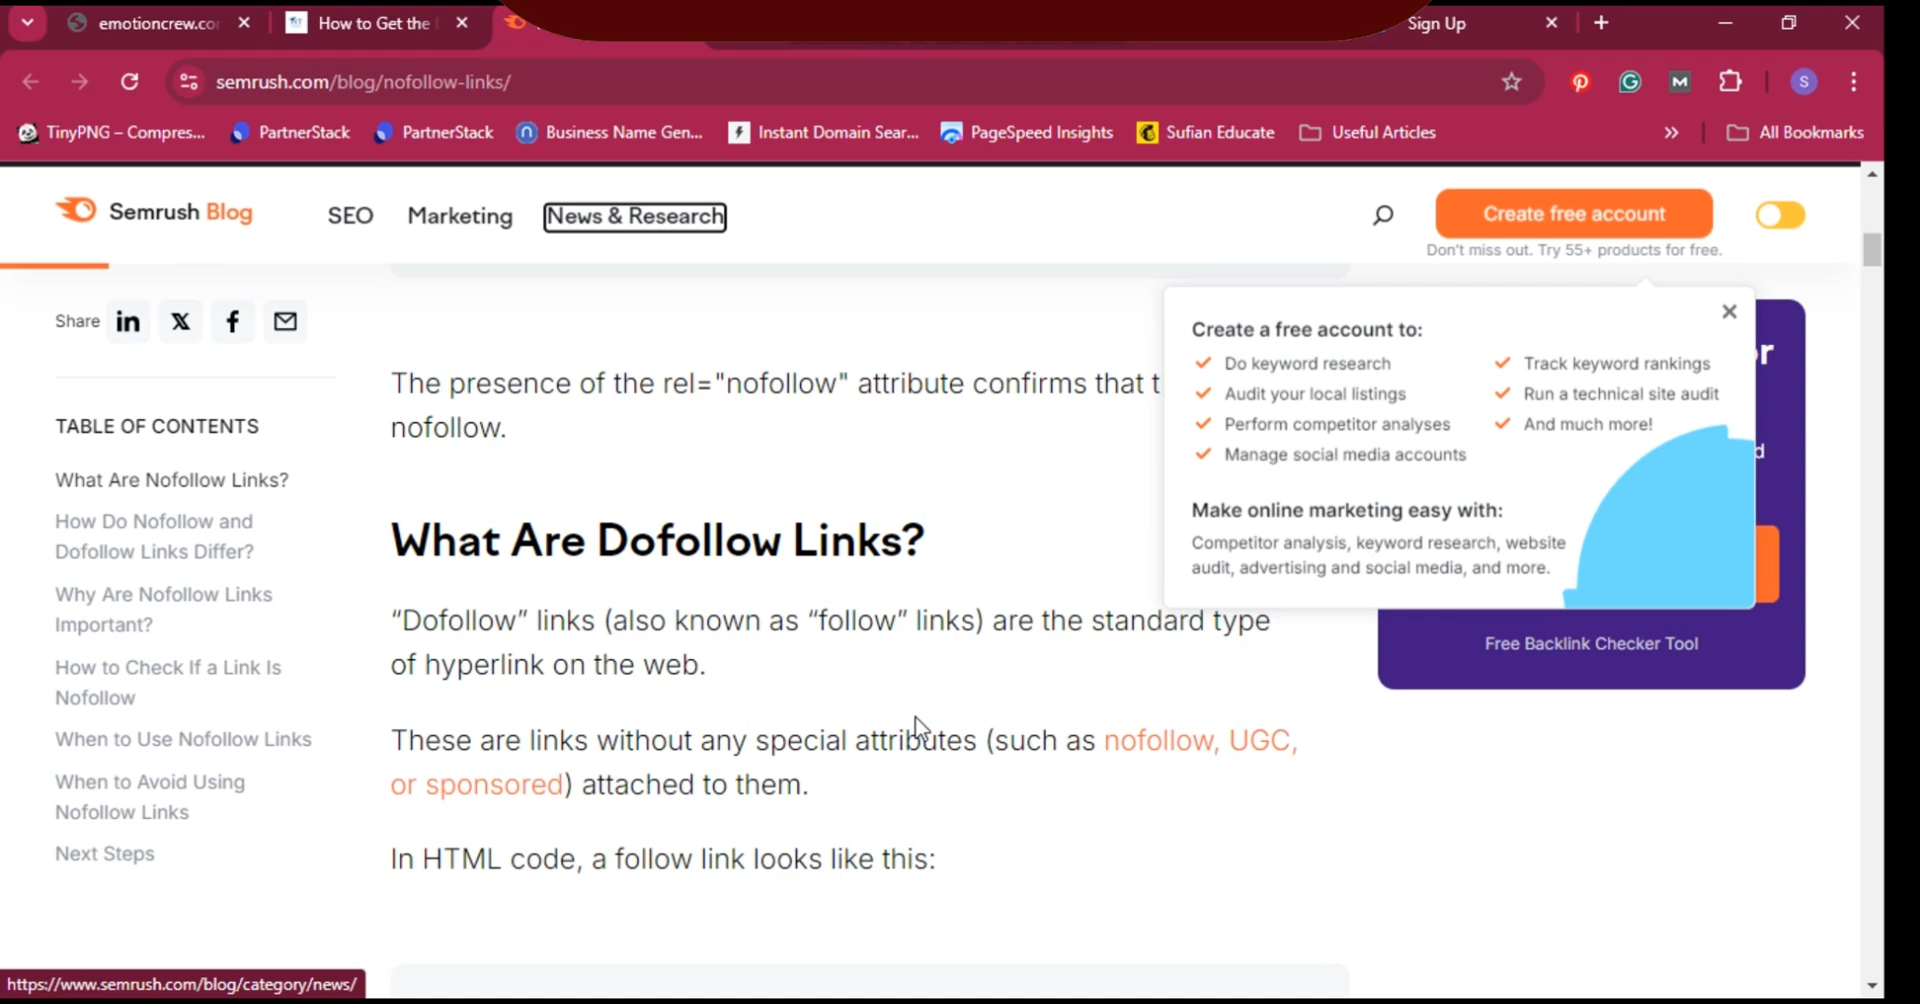 emotioncrew.co
How to Get the
Sign Up
semrush.com/blog/nofollow-links/
S
TinyPNG – Compres...
PartnerStack
PartnerStack
Business Name Gen...
Instant Domain Sear...
PageSpeed Insights
Sufian Educate
Useful Articles
All Bookmarks
Semrush Blog
SEO
Marketing
News & Research
Create free account
Don't miss out. Try 55+ products for free.
Share
TABLE OF CONTENTS
What Are Nofollow Links?
How Do Nofollow and
Dofollow Links Differ?
Why Are Nofollow Links
Important?
How to Check If a Link Is
Nofollow
When to Use Nofollow Links
When to Avoid Using
Nofollow Links
Next Steps
The presence of the rel="nofollow" attribute confirms that t
nofollow.
What Are Dofollow Links?
“Dofollow” links (also known as “follow” links) are the standard type
of hyperlink on the web.
These are links without any special attributes (such as nofollow, UGC,
or sponsored) attached to them.
In HTML code, a follow link looks like this:
Create a free account to:
Do keyword research
Audit your local listings
Perform competitor analyses
Manage social media accounts
Track keyword rankings
Run a technical site audit
And much more!
Make online marketing easy with:
Competitor analysis, keyword research, website
audit, advertising and social media, and more.
or
d
Free Backlink Checker Tool
https://www.semrush.com/blog/category/news/